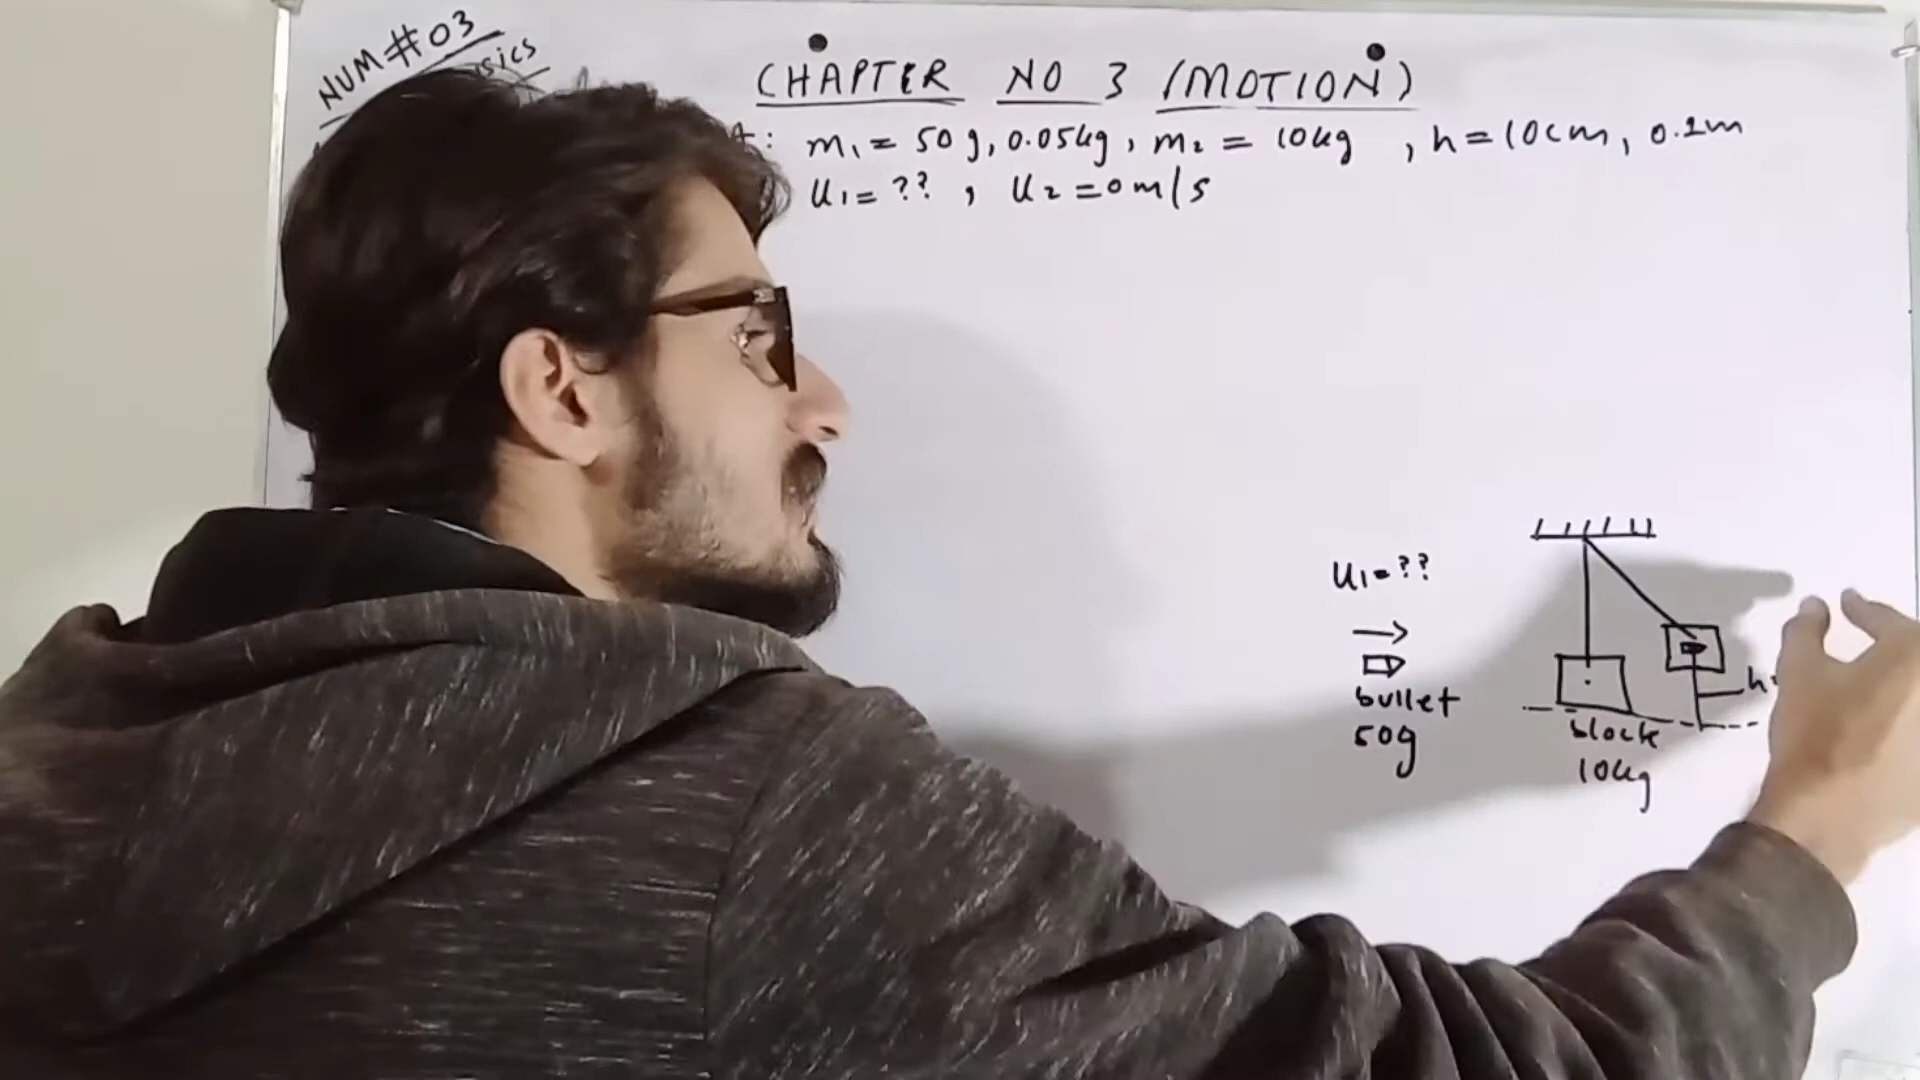 NUM#03
CHAPTER NO 3 (MOTION)
: m₁ = 50g, 0.05kg, m₂ = 10kg , h = 10cm, 0.1m
u₁ = ?? , u₂ = 0m/s
u₁ = ??
bullet
50g
h
block
10kg